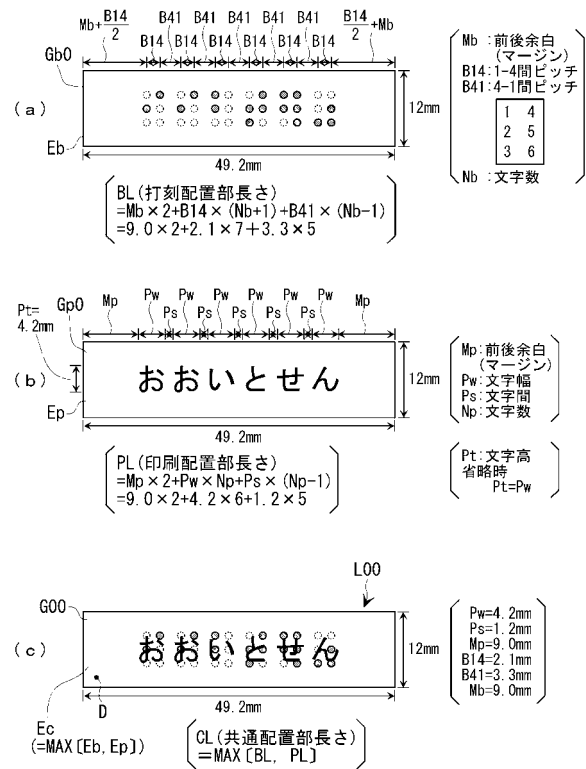 Mb+B14/2 B41 B41 B41 B41 B41 B14/2+Mb
B14 B14 B14 B14 B14 B14
Gb0
(a)
Eb
12mm
49.2mm
BL(打刻配置部長さ)
=Mb×2+B14×(Nb+1)+B41×(Nb-1)
=9.0×2+2.1×7+3.3×5
Mb:前後余白
(マージン)
B14:1-4間ピッチ
B41:4-1間ピッチ
1 4
2 5
3 6
Nb:文字数
Pt=
4.2mm
Gp0
Mp Pw Pw Pw Pw Pw Pw Mp
Ps Ps Ps Ps Ps
(b)
おおいとせん
Ep
12mm
49.2mm
PL(印刷配置部長さ)
=Mp×2+Pw×Np+Ps×(Np-1)
=9.0×2+4.2×6+1.2×5
Mp:前後余白
(マージン)
Pw:文字幅
Ps:文字間
Np:文字数
Pt:文字高
省略時
Pt=Pw
L00
G00
(c)
おおいとせん
12mm
Ec
(=MAX[Eb, Ep])
D
49.2mm
CL(共通配置部長さ)
=MAX[BL, PL]
Pw=4.2mm
Ps=1.2mm
Mp=9.0mm
B14=2.1mm
B41=3.3mm
Mb=9.0mm